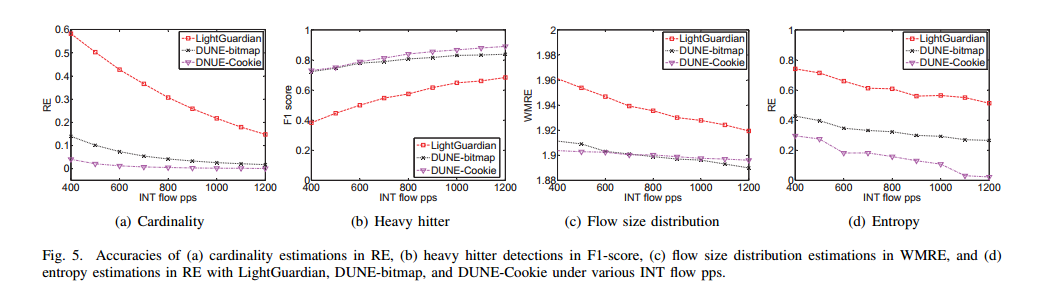 0.6
0.5
0.4
0.3
0.2
0.1
0
RE
400 600 800 1000 1200
INT flow pps
LightGuardian
DUNE-bitmap
DNUE-Cookie
(a) Cardinality
1
0.8
0.6
0.4
0.2
0
F1 score
400 600 800 1000 1200
INT flow pps
LightGuardian
DUNE-bitmap
DUNE-Cookie
(b) Heavy hitter
2
1.98
1.96
1.94
1.92
1.9
1.88
WMRE
400 600 800 1000 1200
INT flow pps
LightGuardian
DUNE-bitmap
DUNE-Cookie
(c) Flow size distribution
1
0.8
0.6
0.4
0.2
0
RE
400 600 800 1000 1200
INT flow pps
LightGuardian
DUNE-bitmap
DUNE-Cookie
(d) Entropy
Fig. 5. Accuracies of (a) cardinality estimations in RE, (b) heavy hitter detections in F1-score, (c) flow size distribution estimations in WMRE, and (d)
entropy estimations in RE with LightGuardian, DUNE-bitmap, and DUNE-Cookie under various INT flow pps.